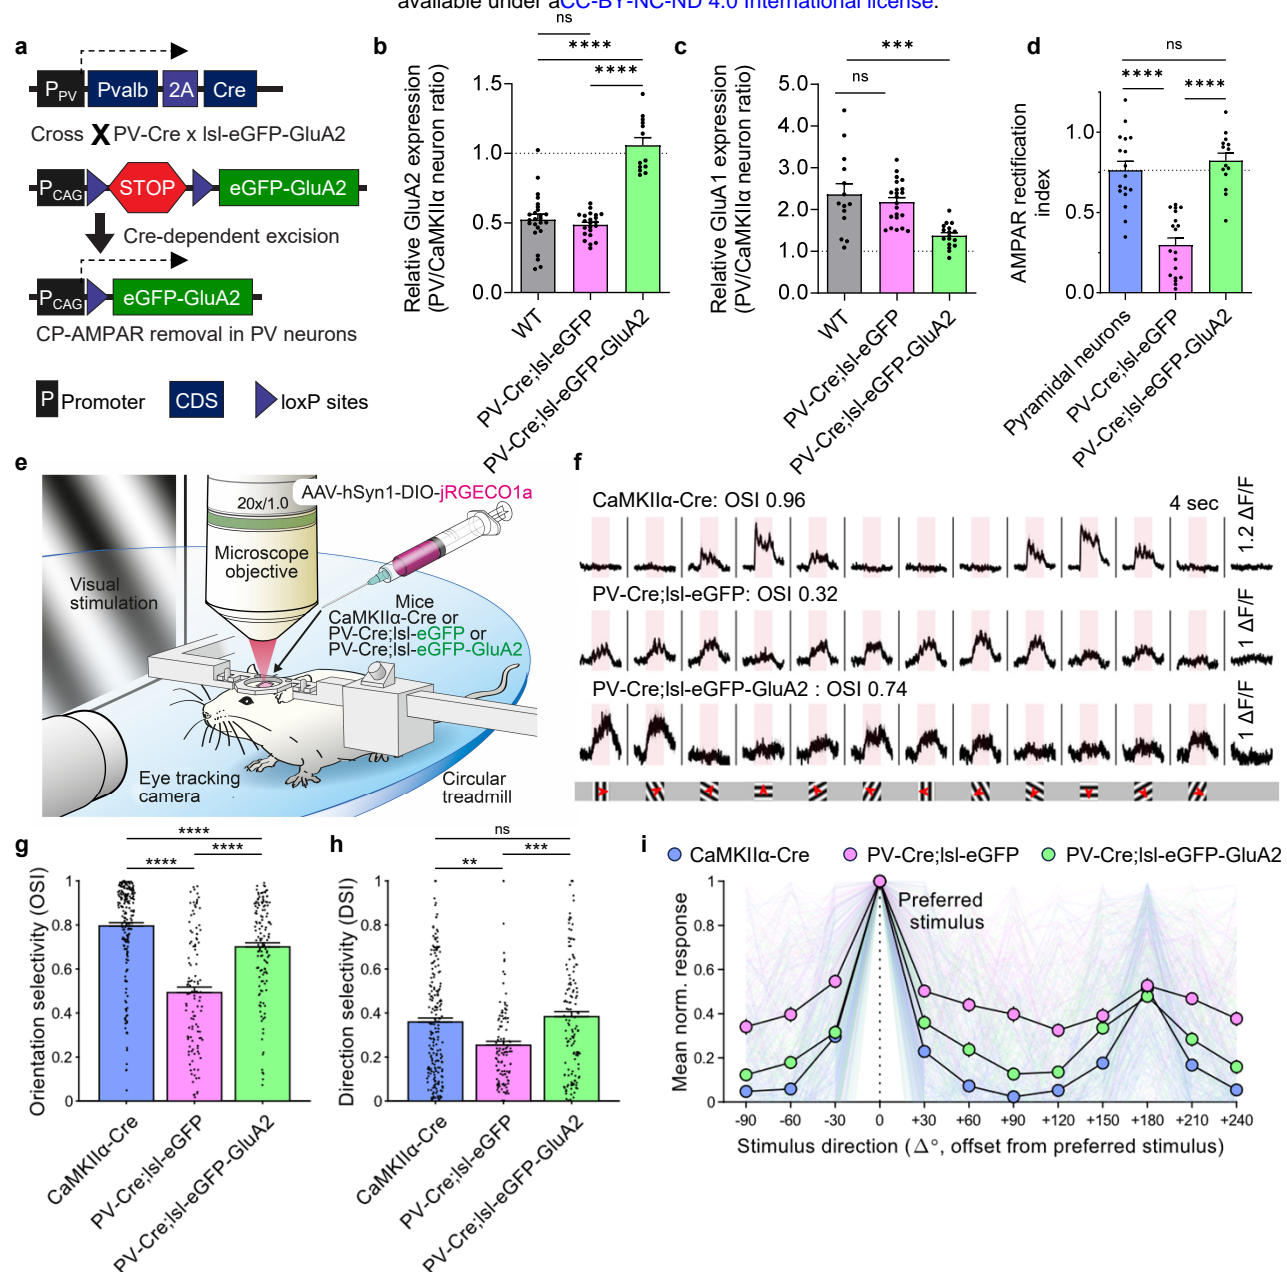 available under aCC-BY-NC-ND 4.0 International license.
a
PPV Pvalb 2A Cre
Cross X PV-Cre x lsl-eGFP-GluA2
PCAG STOP eGFP-GluA2
Cre-dependent excision
PCAG eGFP-GluA2
CP-AMPAR removal in PV neurons
P Promoter CDS loxP sites
b
Relative GluA2 expression
(PV/CaMKIIα neuron ratio)
ns
****
****
1.5
1.0
0.5
0.0
WT
PV-Cre;lsl-eGFP
PV-Cre;lsl-eGFP-GluA2
c
Relative GluA1 expression
(PV/CaMKIIα neuron ratio)
***
ns
5.0
4.0
3.0
2.0
1.0
0.0
WT
PV-Cre;lsl-eGFP
PV-Cre;lsl-eGFP-GluA2
d
AMPAR rectification
index
ns
****
****
1.0
0.5
0.0
Pyramidal neurons
PV-Cre;lsl-eGFP
PV-Cre;lsl-eGFP-GluA2
e
20x/1.0
AAV-hSyn1-DIO-jRGECO1a
Microscope
objective
Visual
stimulation
Mice
CaMKIIα-Cre or
PV-Cre;lsl-eGFP or
PV-Cre;lsl-eGFP-GluA2
Eye tracking
camera
Circular
treadmill
f
CaMKIIα-Cre: OSI 0.96
4 sec
1.2 ΔF/F
PV-Cre;lsl-eGFP: OSI 0.32
1 ΔF/F
PV-Cre;lsl-eGFP-GluA2 : OSI 0.74
1 ΔF/F
g
Orientation selectivity (OSI)
****
****
****
1
0.8
0.6
0.4
0.2
0
CaMKIIα-Cre
PV-Cre;lsl-eGFP
PV-Cre;lsl-eGFP-GluA2
h
Direction selectivity (DSI)
ns
***
**
1
0.8
0.6
0.4
0.2
0
CaMKIIα-Cre
PV-Cre;lsl-eGFP
PV-Cre;lsl-eGFP-GluA2
i
CaMKIIα-Cre PV-Cre;lsl-eGFP PV-Cre;lsl-eGFP-GluA2
Mean norm. response
Preferred
stimulus
1
0.8
0.6
0.4
0.2
0
-90 -60 -30 0 +30 +60 +90 +120 +150 +180 +210 +240
Stimulus direction (Δ°, offset from preferred stimulus)